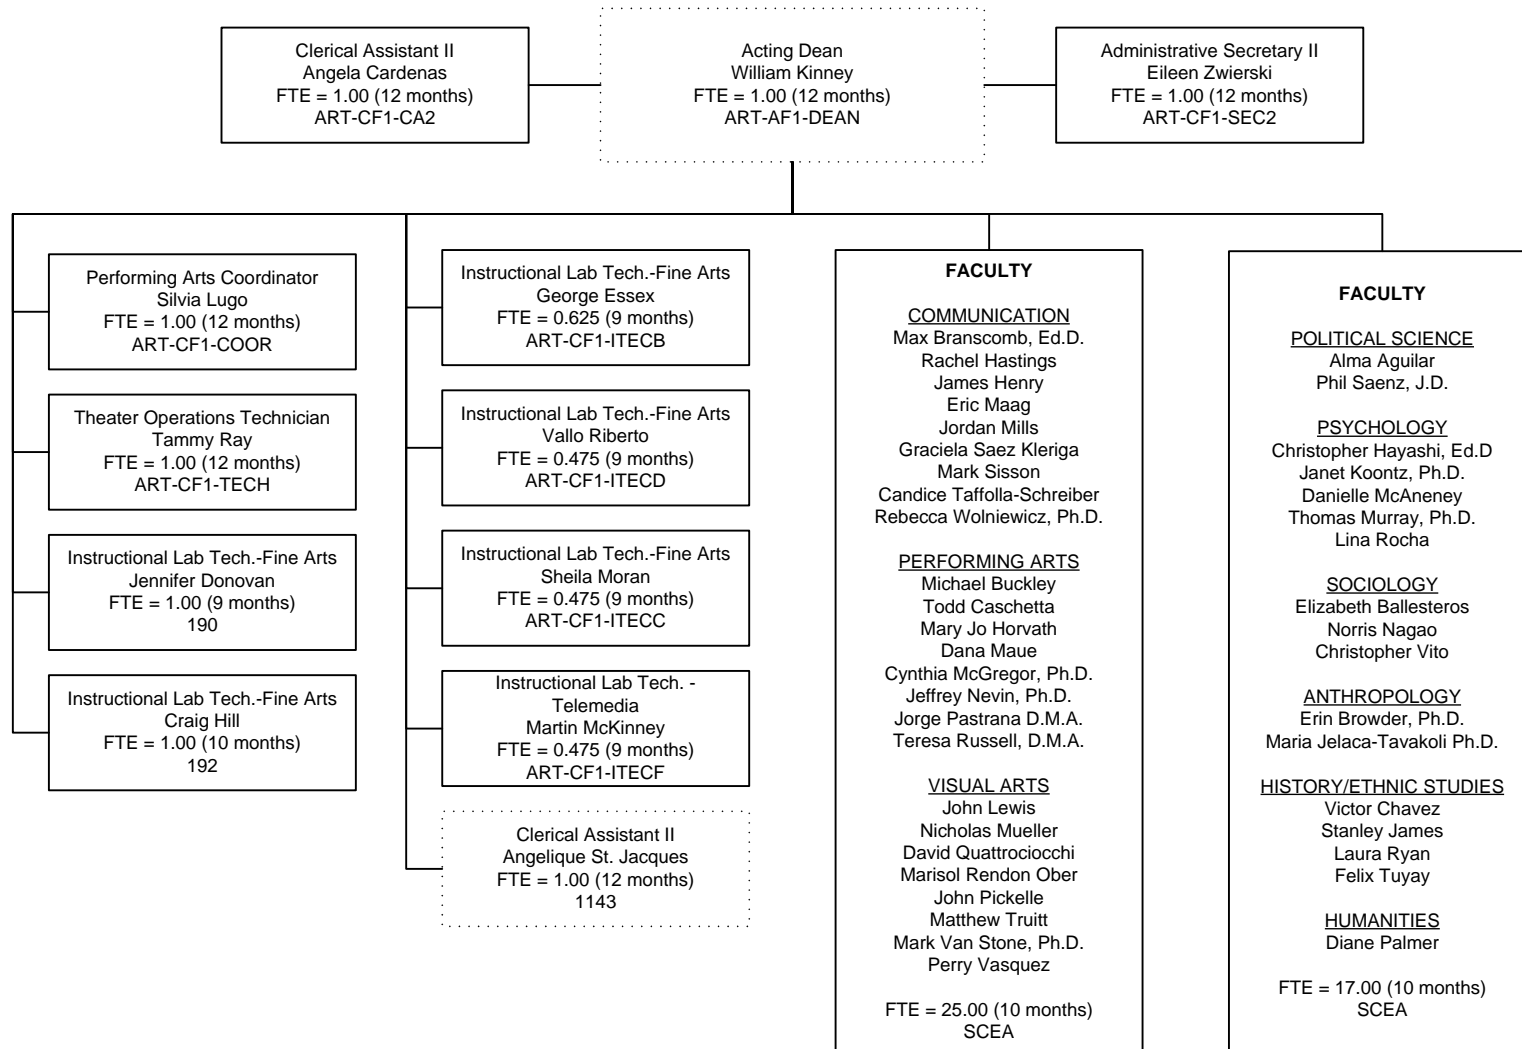 Clerical Assistant II
Angela Cardenas
FTE = 1.00 (12 months)
ART-CF1-CA2
Acting Dean
William Kinney
FTE = 1.00 (12 months)
ART-AF1-DEAN
Administrative Secretary II
Eileen Zwierski
FTE = 1.00 (12 months)
ART-CF1-SEC2
Performing Arts Coordinator
Silvia Lugo
FTE = 1.00 (12 months)
ART-CF1-COOR
Theater Operations Technician
Tammy Ray
FTE = 1.00 (12 months)
ART-CF1-TECH
Instructional Lab Tech.-Fine Arts
Jennifer Donovan
FTE = 1.00 (9 months)
190
Instructional Lab Tech.-Fine Arts
Craig Hill
FTE = 1.00 (10 months)
192
Instructional Lab Tech.-Fine Arts
George Essex
FTE = 0.625 (9 months)
ART-CF1-ITECB
Instructional Lab Tech.-Fine Arts
Vallo Riberto
FTE = 0.475 (9 months)
ART-CF1-ITECD
Instructional Lab Tech.-Fine Arts
Sheila Moran
FTE = 0.475 (9 months)
ART-CF1-ITECC
Instructional Lab Tech. -
Telemedia
Martin McKinney
FTE = 0.475 (9 months)
ART-CF1-ITECF
Clerical Assistant II
Angelique St. Jacques
FTE = 1.00 (12 months)
1143
FACULTY
COMMUNICATION
Max Branscomb, Ed.D.
Rachel Hastings
James Henry
Eric Maag
Jordan Mills
Graciela Saez Kleriga
Mark Sisson
Candice Taffolla-Schreiber
Rebecca Wolniewicz, Ph.D.
PERFORMING ARTS
Michael Buckley
Todd Caschetta
Mary Jo Horvath
Dana Maue
Cynthia McGregor, Ph.D.
Jeffrey Nevin, Ph.D.
Jorge Pastrana D.M.A.
Teresa Russell, D.M.A.
VISUAL ARTS
John Lewis
Nicholas Mueller
David Quattrociocchi
Marisol Rendon Ober
John Pickelle
Matthew Truitt
Mark Van Stone, Ph.D.
Perry Vasquez
FTE = 25.00 (10 months)
SCEA
FACULTY
POLITICAL SCIENCE
Alma Aguilar
Phil Saenz, J.D.
PSYCHOLOGY
Christopher Hayashi, Ed.D
Janet Koontz, Ph.D.
Danielle McAneney
Thomas Murray, Ph.D.
Lina Rocha
SOCIOLOGY
Elizabeth Ballesteros
Norris Nagao
Christopher Vito
ANTHROPOLOGY
Erin Browder, Ph.D.
Maria Jelaca-Tavakoli Ph.D.
HISTORY/ETHNIC STUDIES
Victor Chavez
Stanley James
Laura Ryan
Felix Tuyay
HUMANITIES
Diane Palmer
FTE = 17.00 (10 months)
SCEA